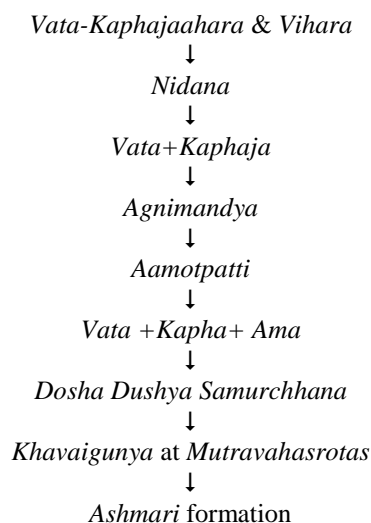 Vata-Kaphajaahara & Vihara
↓
Nidana
↓
Vata+Kaphaja
↓
Agnimandya
↓
Aamotpatti
↓
Vata +Kapha+ Ama
↓
Dosha Dushya Samurchhana
↓
Khavaigunya at Mutravahasrotas
↓
Ashmari formation